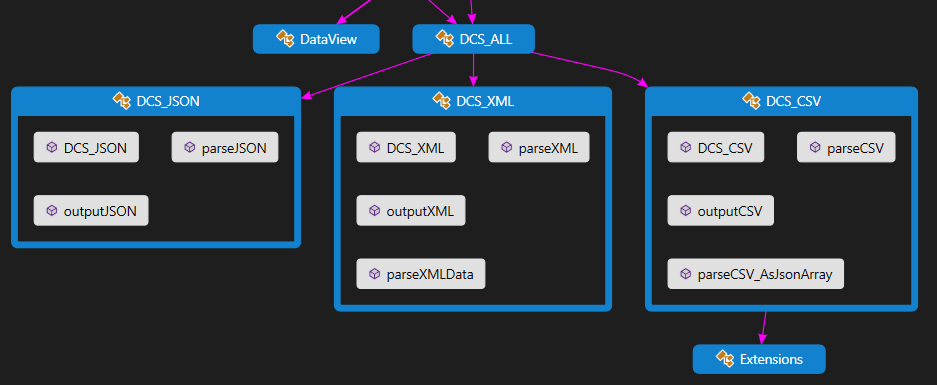 DataView
DCS_ALL
DCS_JSON
DCS_JSON
parseJSON
outputJSON
DCS_XML
DCS_XML
parseXML
outputXML
parseXMLData
DCS_CSV
DCS_CSV
parseCSV
outputCSV
parseCSV_AsJsonArray
Extensions